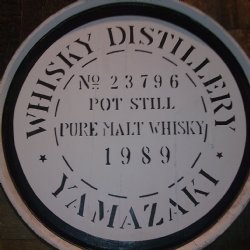 WHISKY DISTILLERY
No 23796
POT STILL
PURE MALT WHISKY
1989
YAMAZAKI